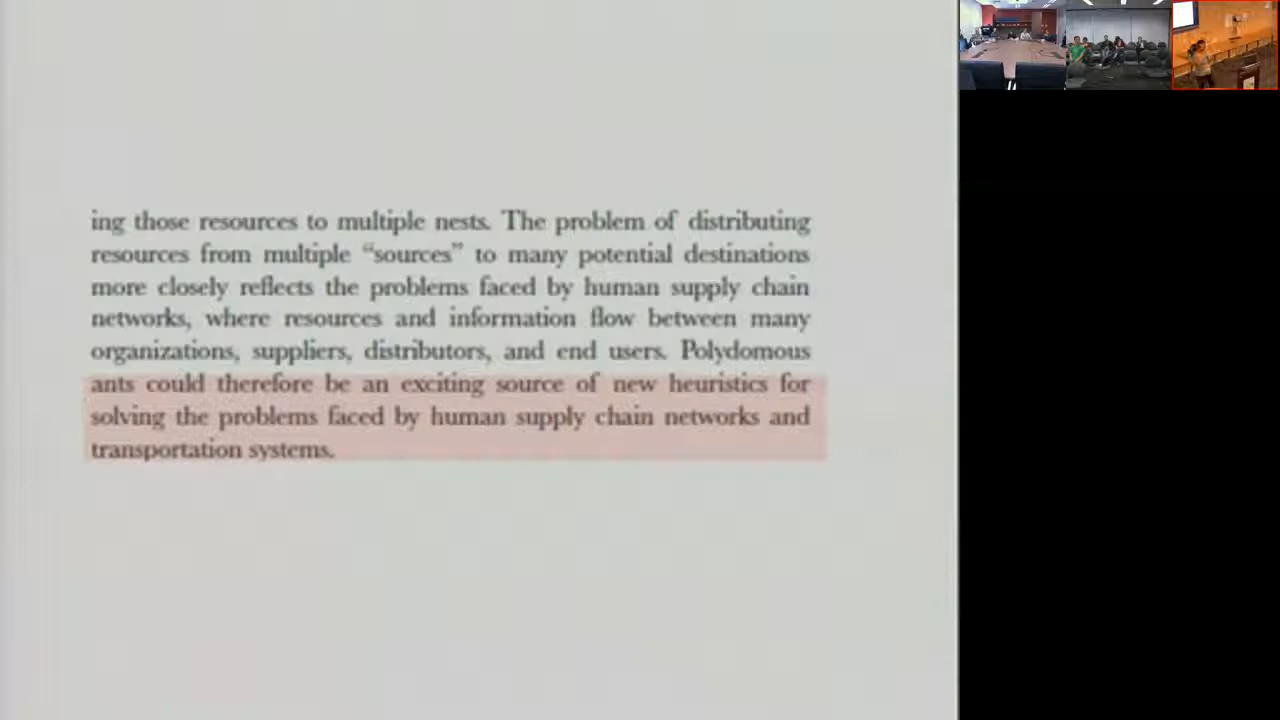 ing those resources to multiple nests. The problem of distributing
resources from multiple “sources” to many potential destinations
more closely reflects the problems faced by human supply chain
networks, where resources and information flow between many
organizations, suppliers, distributors, and end users. Polydomous
ants could therefore be an exciting source of new heuristics for
solving the problems faced by human supply chain networks and
transportation systems.